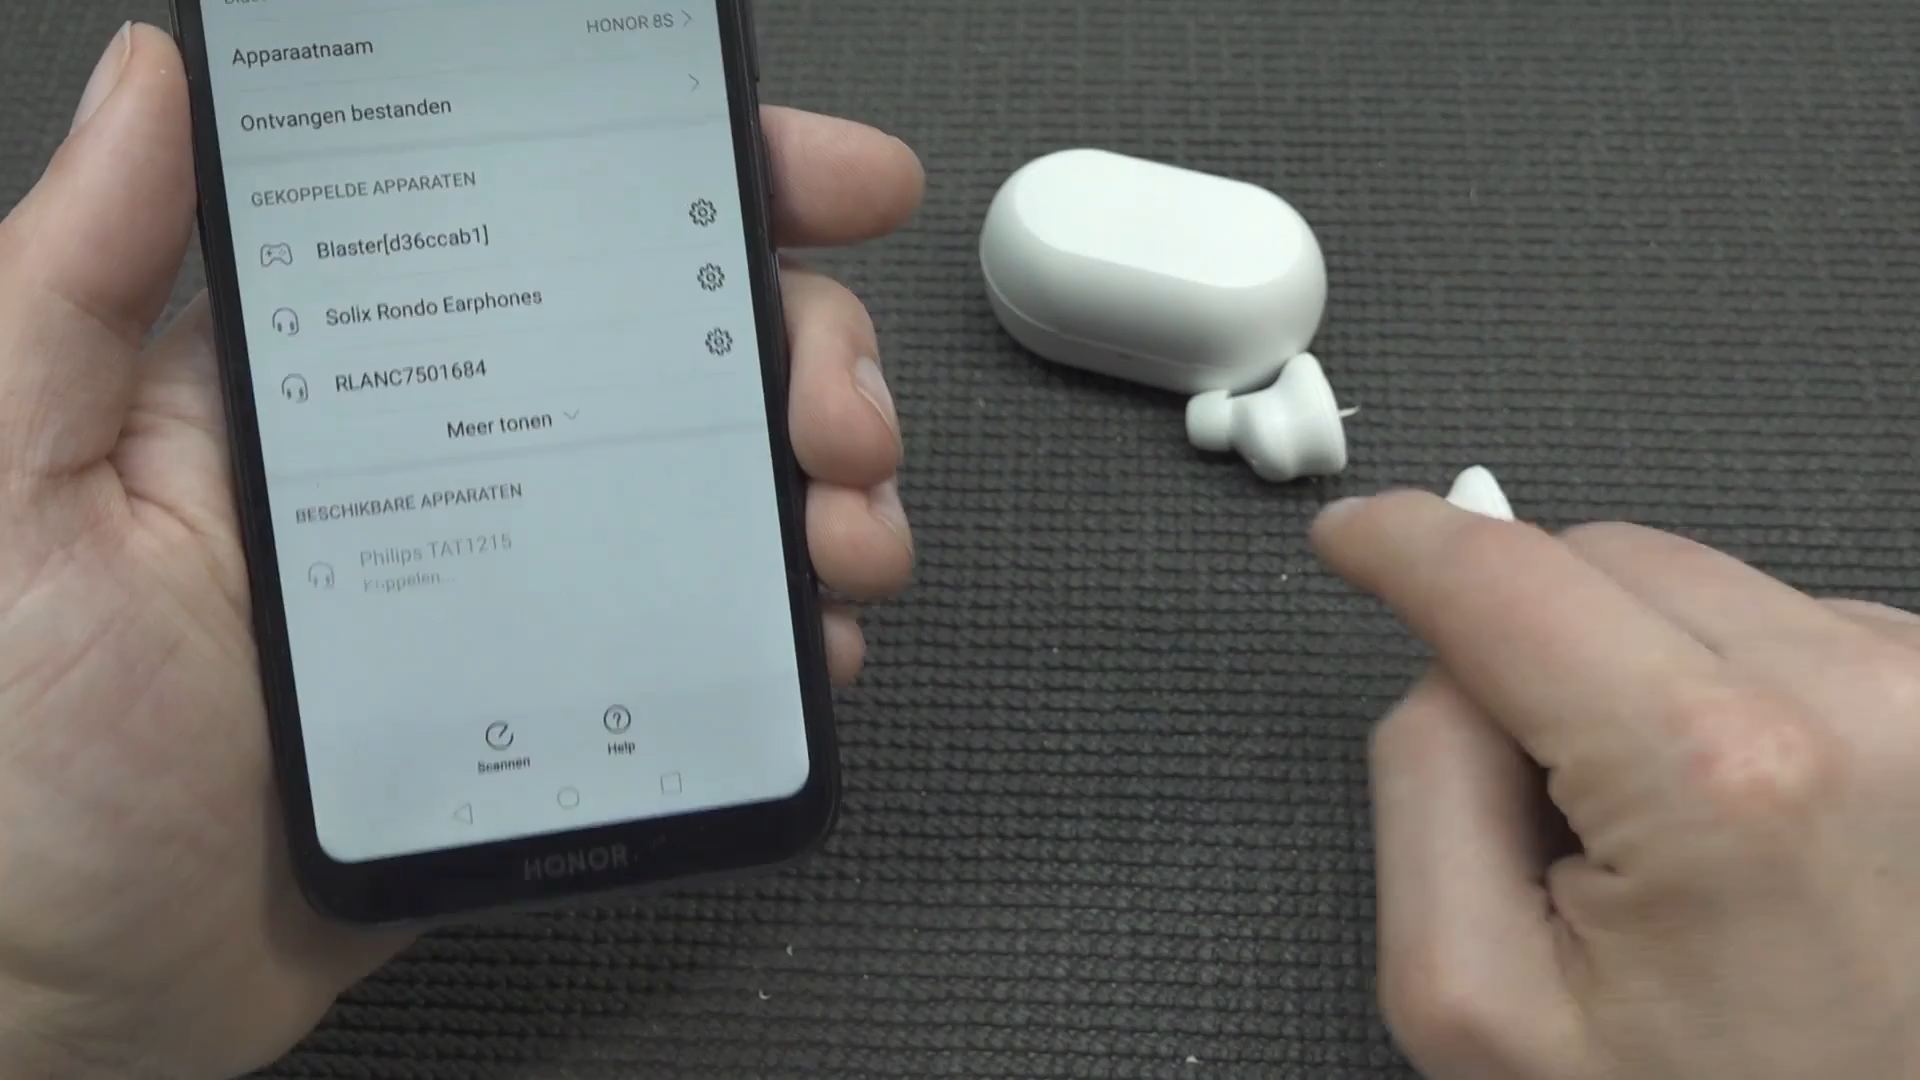 Apparaatnaam
HONOR 8S
Ontvangen bestanden
GEKOPPELDE APPARATEN
Blaster[d36ccab1]
Solix Rondo Earphones
RLANC7501684
Meer tonen
BESCHIKBARE APPARATEN
Philips TAT1215
Koppelen...
Scannen
Help
HONOR